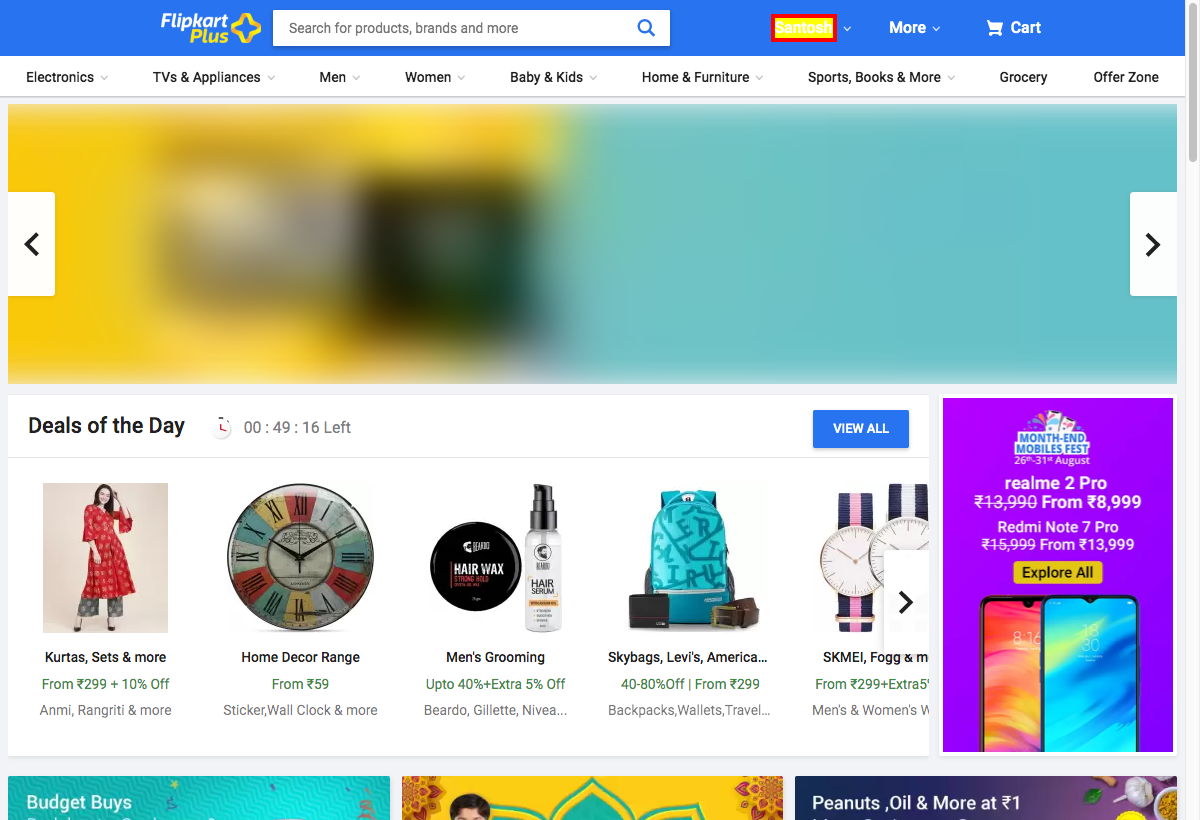 Flipkart
Plus
Search for products, brands and more
Santosh
More
Cart
Electronics
TVs & Appliances
Men
Women
Baby & Kids
Home & Furniture
Sports, Books & More
Grocery
Offer Zone
Deals of the Day
00 : 49 : 16 Left
VIEW ALL
BEARDO
HAIR WAX
STRONG HOLD
BEARDO
HAIR
SERUM
Kurtas, Sets & more
From ₹299 + 10% Off
Anmi, Rangriti & more
Home Decor Range
From ₹59
Sticker,Wall Clock & more
Men's Grooming
Upto 40%+Extra 5% Off
Beardo, Gillette, Nivea...
Skybags, Levi's, America...
40-80%Off | From ₹299
Backpacks,Wallets,Travel...
SKMEI, Fogg & m
From ₹299+Extra5%
Men's & Women's W
MONTH-END
MOBILES FEST
26th-31st August
realme 2 Pro
₹13,990 From ₹8,999
Redmi Note 7 Pro
₹15,999 From ₹13,999
Explore All
8:16
18
30
Budget Buys
Peanuts ,Oil & More at ₹1